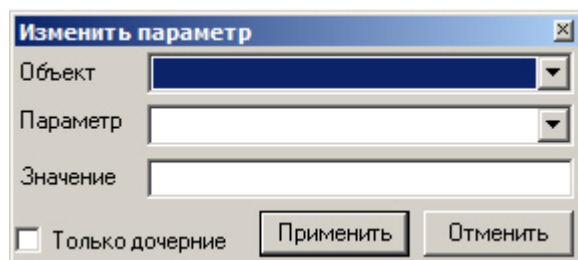 Изменить параметр
Объект
Параметр
Значение
Только дочерние Применить Отменить